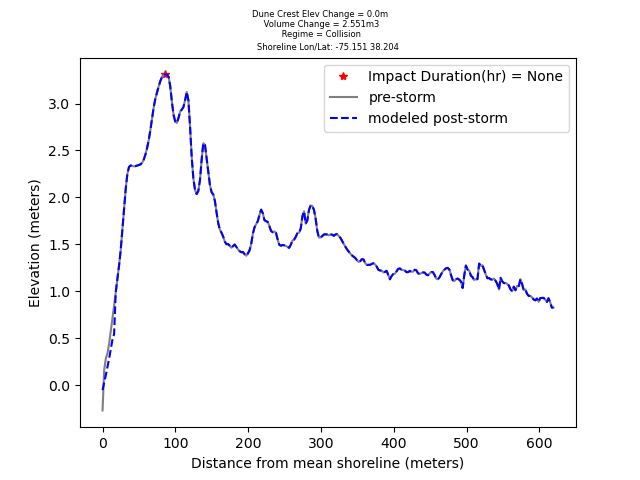 Dune Crest Elev Change = 0.0m
Volume Change = 2.551m3
Regime = Collision
Shoreline Lon/Lat: -75.151 38.204
Impact Duration(hr) = None
pre-storm
modeled post-storm
Elevation (meters)
3.0
2.5
2.0
1.5
1.0
0.5
0.0
0 100 200 300 400 500 600
Distance from mean shoreline (meters)